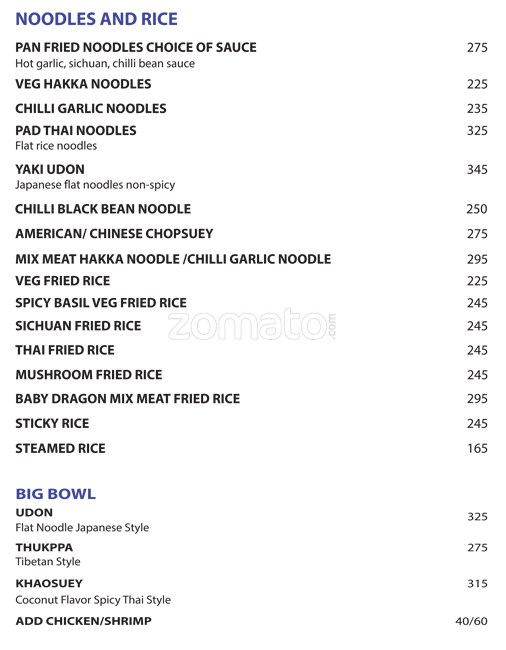 NOODLES AND RICE
PAN FRIED NOODLES CHOICE OF SAUCE 275
Hot garlic, sichuan, chilli bean sauce
VEG HAKKA NOODLES 225
CHILLI GARLIC NOODLES 235
PAD THAI NOODLES 325
Flat rice noodles
YAKI UDON 345
Japanese flat noodles non-spicy
CHILLI BLACK BEAN NOODLE 250
AMERICAN/ CHINESE CHOPSUEY 275
MIX MEAT HAKKA NOODLE /CHILLI GARLIC NOODLE 295
VEG FRIED RICE 225
SPICY BASIL VEG FRIED RICE 245
SICHUAN FRIED RICE 245
zomato.com
THAI FRIED RICE 245
MUSHROOM FRIED RICE 245
BABY DRAGON MIX MEAT FRIED RICE 295
STICKY RICE 245
STEAMED RICE 165
BIG BOWL
UDON 325
Flat Noodle Japanese Style
THUKPPA 275
Tibetan Style
KHAOSUEY 315
Coconut Flavor Spicy Thai Style
ADD CHICKEN/SHRIMP 40/60